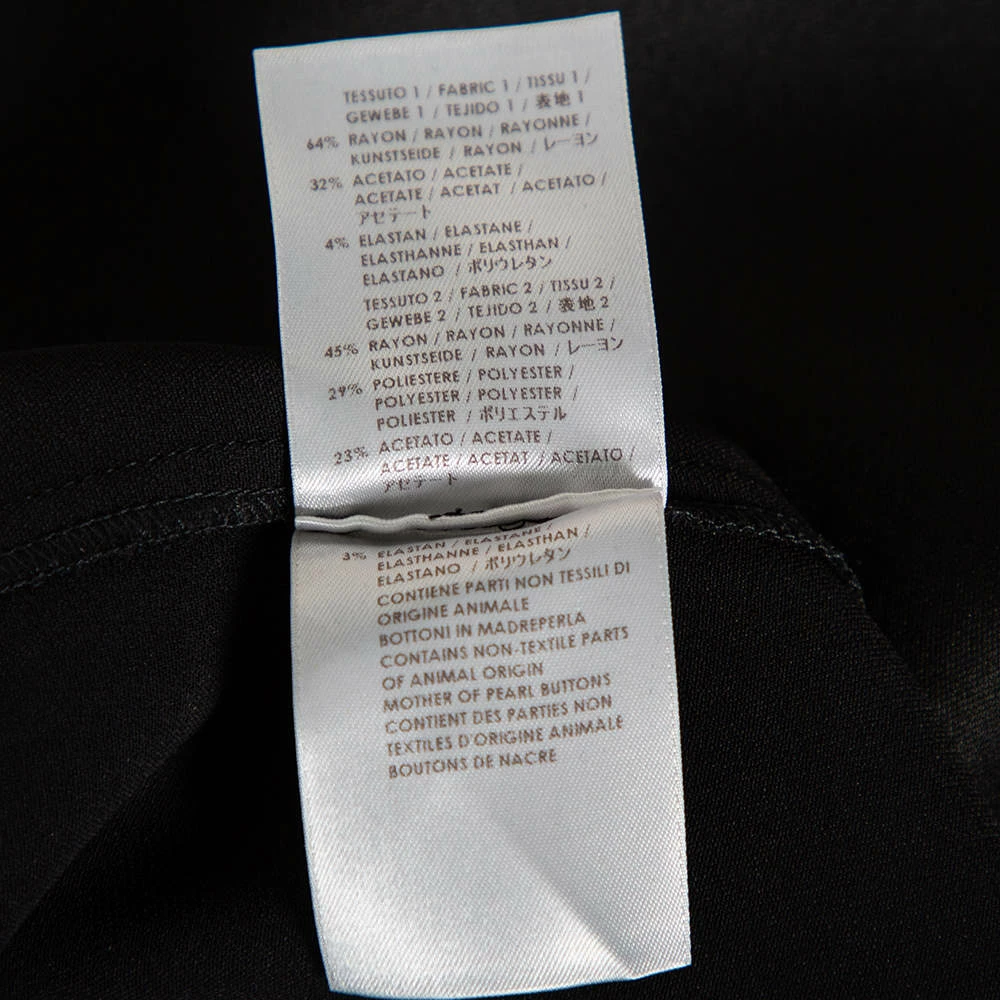 TESSUTO 1 / FABRIC 1 / TISSU 1 /
GEWEBE 1 / TEJIDO 1 / 表地 1
64% RAYON / RAYON / RAYONNE /
KUNSTSEIDE / RAYON / レーヨン
32% ACETATO / ACETATE /
ACETATE / ACETAT / ACETATO /
アセテート
4% ELASTAN / ELASTANE /
ELASTHANNE / ELASTHAN /
ELASTANO / ポリウレタン
TESSUTO 2 / FABRIC 2 / TISSU 2 /
GEWEBE 2 / TEJIDO 2 / 表地 2
45% RAYON / RAYON / RAYONNE /
KUNSTSEIDE / RAYON / レーヨン
29% POLIESTERE / POLYESTER /
POLYESTER / POLYESTER /
POLIESTER / ポリエステル
23% ACETATO / ACETATE /
ACETATE / ACETAT / ACETATO /
アセテート
3% ELASTAN / ELASTANE /
ELASTHANNE / ELASTHAN /
ELASTANO / ポリウレタン
CONTIENE PARTI NON TESSILI DI
ORIGINE ANIMALE
BOTTONI IN MADREPERLA
CONTAINS NON-TEXTILE PARTS
OF ANIMAL ORIGIN
MOTHER OF PEARL BUTTONS
CONTIENT DES PARTIES NON
TEXTILES D'ORIGINE ANIMALE
BOUTONS DE NACRE